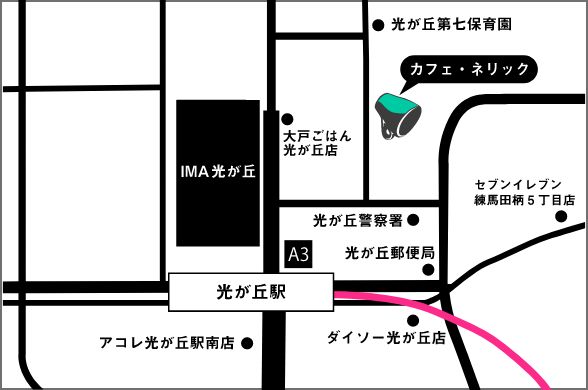 光が丘第七保育園
カフェ・ネリック
大戸ごはん
光が丘店
IMA光が丘
セブンイレブン
練馬田柄5丁目店
光が丘警察署
A3
光が丘郵便局
光が丘駅
アコレ光が丘駅南店
ダイソー光が丘店